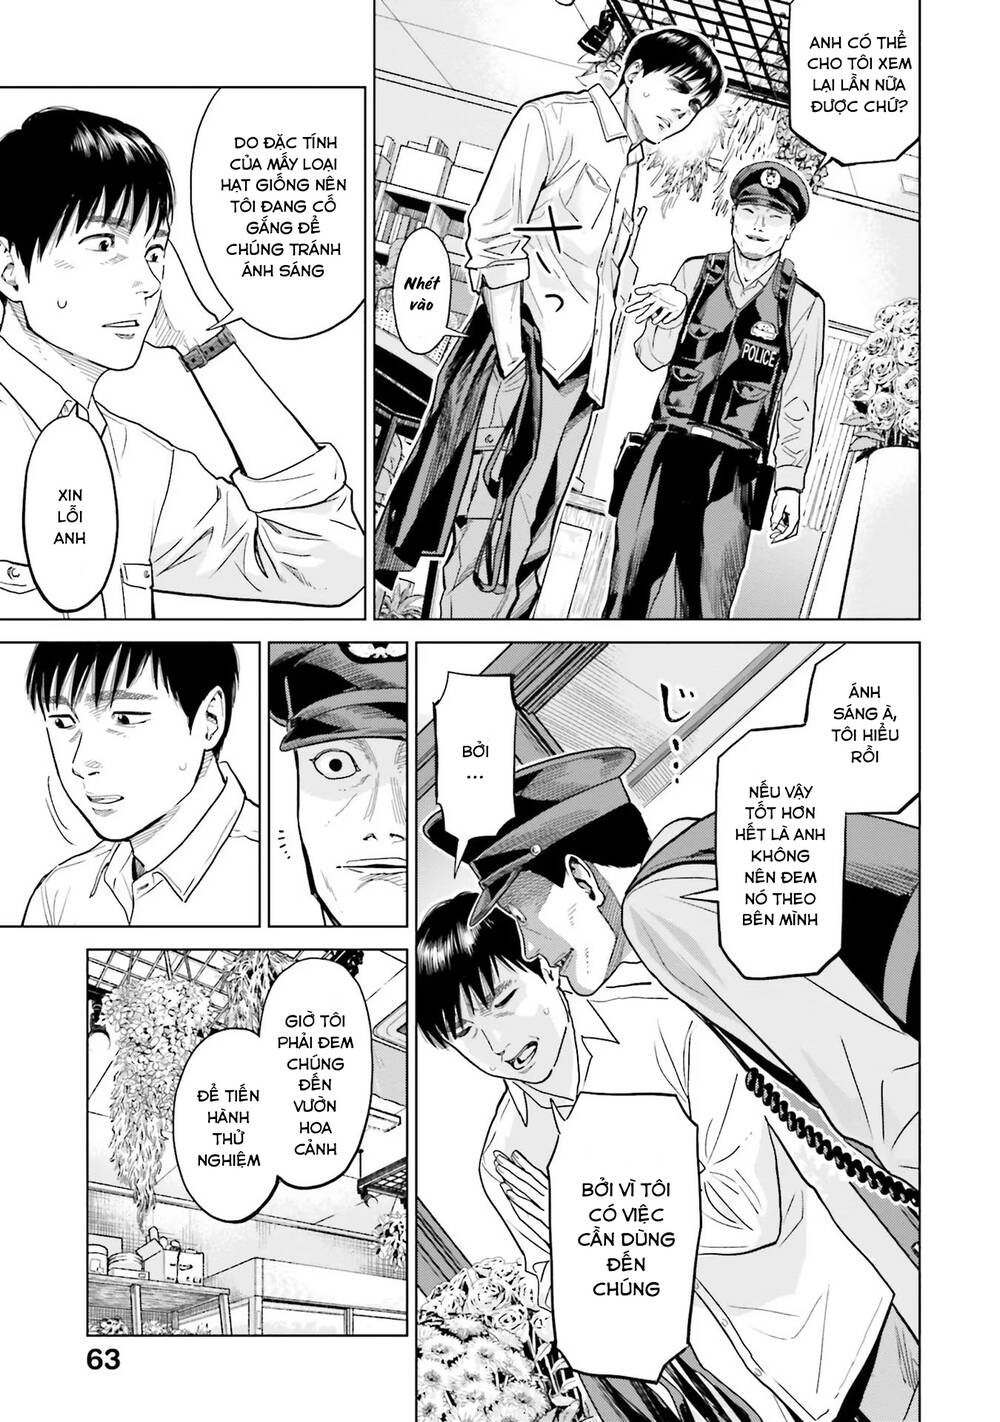 ANH CÓ THỂ
CHO TÔI XEM
LẠI LẦN NỮA
ĐƯỢC CHỨ?
POLICE
Nhét
vào
DO ĐẶC TÍNH
CỦA MẤY LOẠI
HẠT GIỐNG NÊN
TÔI ĐANG CỐ
GẮNG ĐỂ
CHÚNG TRÁNH
ÁNH SÁNG
XIN
LỖI
ANH
ÁNH
SÁNG À,
TÔI HIỂU
RỒI
NẾU VẬY
TỐT HƠN
HẾT LÀ ANH
KHÔNG
NÊN ĐEM
NÓ THEO
BÊN MÌNH
じ...
BỞI
...
BỞI VÌ TÔI
CÓ VIỆC
CẦN DÙNG
ĐẾN
CHÚNG
GIỜ TÔI
PHẢI ĐEM
CHÚNG
ĐẾN
VƯỜN
HOA
CẢNH
ĐỂ TIẾN
HÀNH
THỬ
NGHIỆM
63